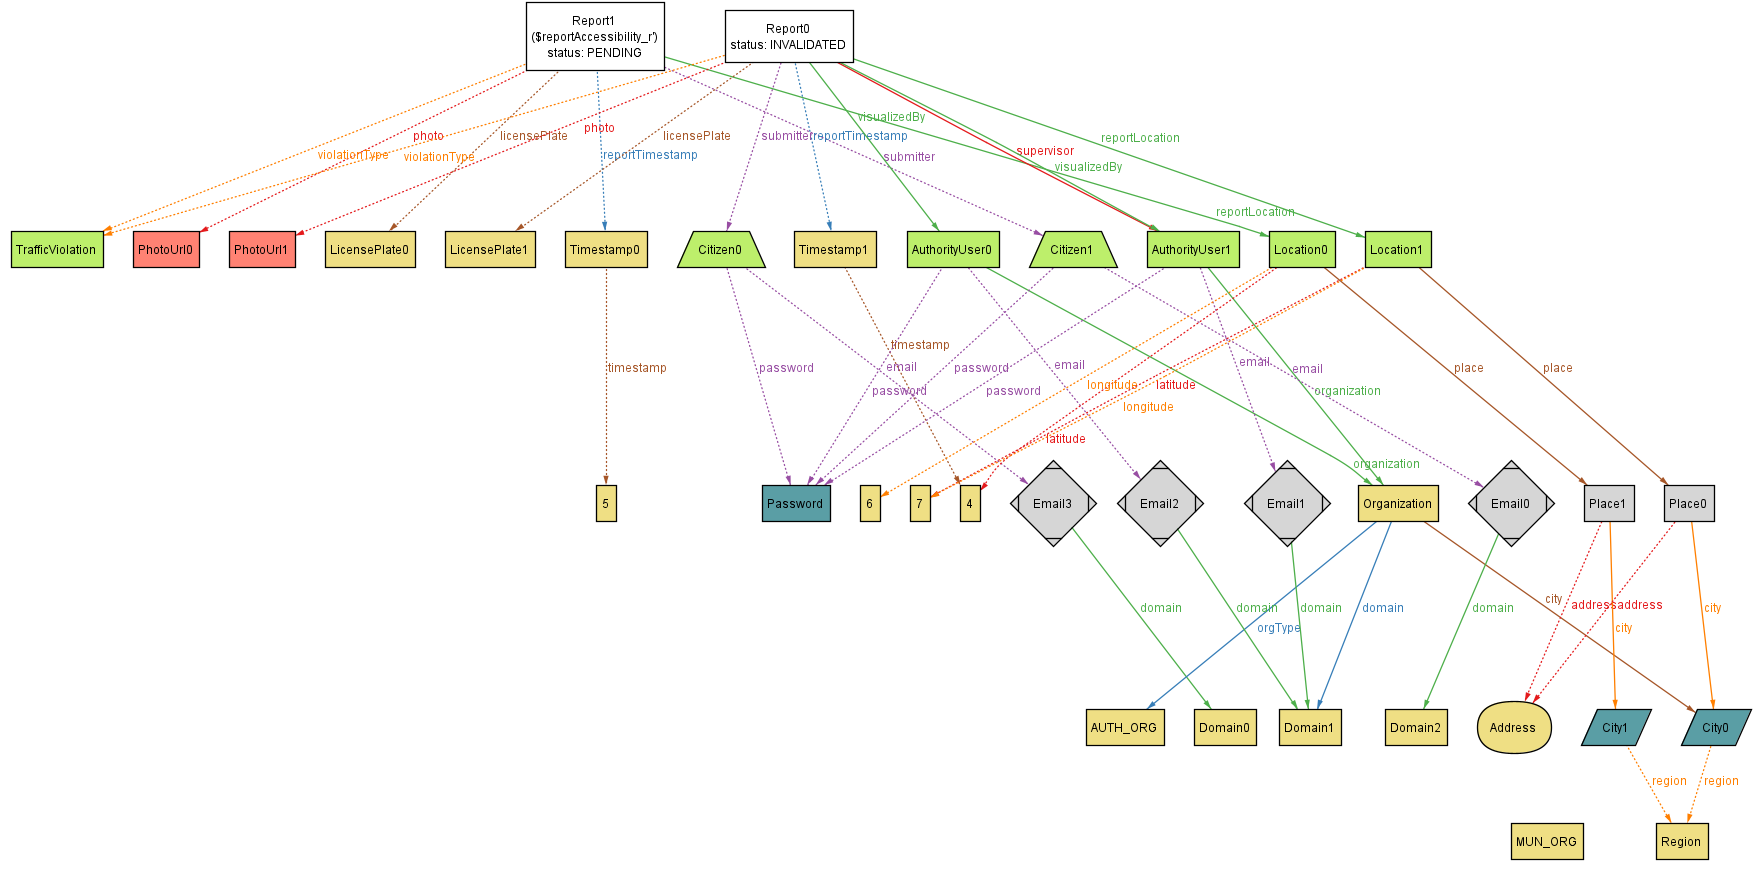 Report1
($reportAccessibility_r')
status: PENDING
Report0
status: INVALIDATED
visualizedBy
photo
photo
licensePlate
licensePlate
submitter
reportTimestamp
reportLocation
violationType
violationType
reportTimestamp
submitter
supervisor
visualizedBy
reportLocation
TrafficViolation
PhotoUrl0
PhotoUrl1
LicensePlate0
LicensePlate1
Timestamp0
Citizen0
Timestamp1
AuthorityUser0
Citizen1
AuthorityUser1
Location0
Location1
timestamp
timestamp
password
email
password
email
email
email
place
place
password
password
longitude
latitude
organization
longitude
latitude
organization
5
Password
6
7
4
Email3
Email2
Email1
Organization
Email0
Place1
Place0
domain
domain
domain
domain
domain
city
address
address
city
orgType
city
AUTH_ORG
Domain0
Domain1
Domain2
Address
City1
City0
region
region
MUN_ORG
Region